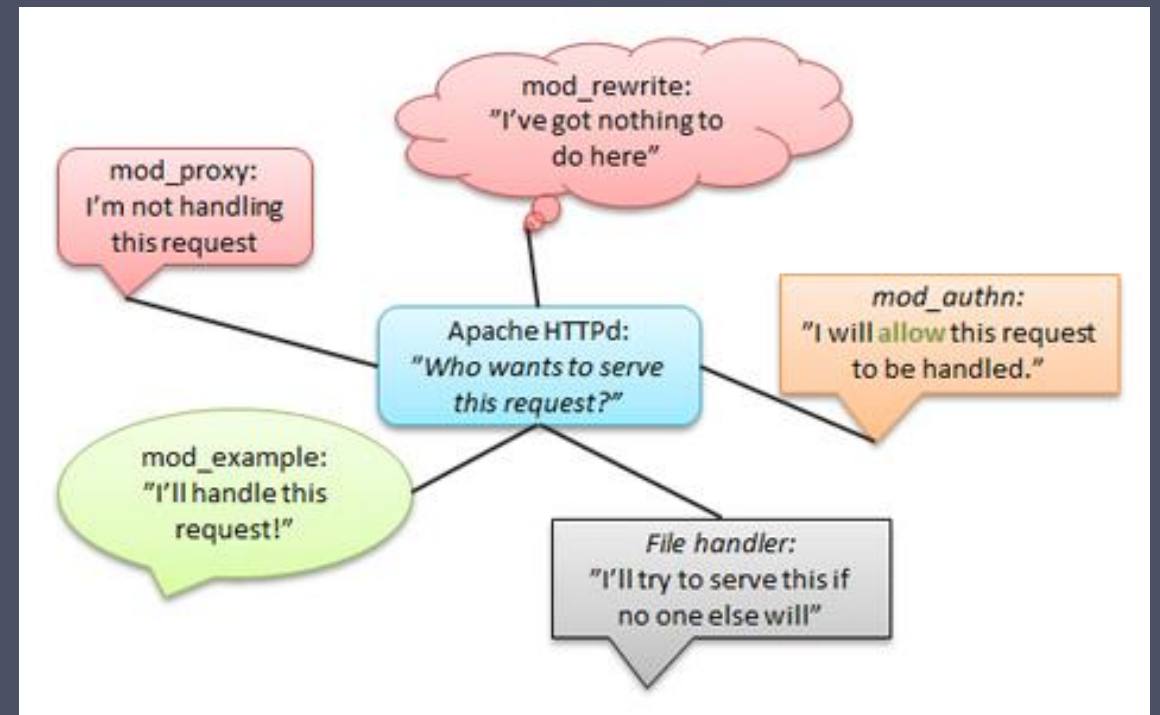 mod_rewrite:
"I've got nothing to
do here"
mod_proxy:
I'm not handling
this request
mod_authn:
"I will allow this request
to be handled."
Apache HTTPd:
"Who wants to serve
this request?"
mod_example:
"I'll handle this
request!"
File handler:
"I'll try to serve this if
no one else will"